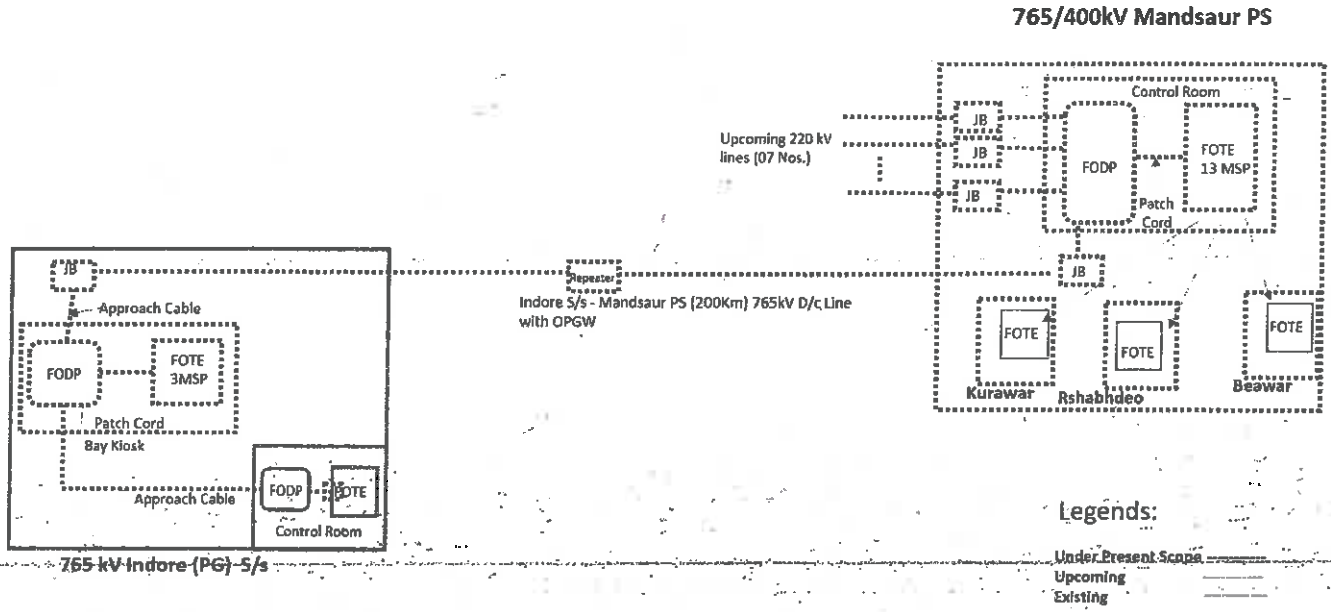 765/400kV Mandsaur PS
Control Room
JB
JB
JB
FODP
FOTE
13 MSP
Patch
Cord
Upcoming 220 kV
lines (07 Nos.)
JB
Repeater
JB
Indore S/s - Mandsaur PS (200Km) 765kV D/c Line
with OPGW
Approach Cable
FODP
FOTE
3MSP
Patch Cord
Bay Kiosk
FOTE
FOTE
FOTE
Kurawar
Rshabhdeo
Beawar
Approach Cable
FODP
FOTE
Control Room
765 kV Indore (PG) S/s
Legends:
Under Present Scope
Upcoming
Existing